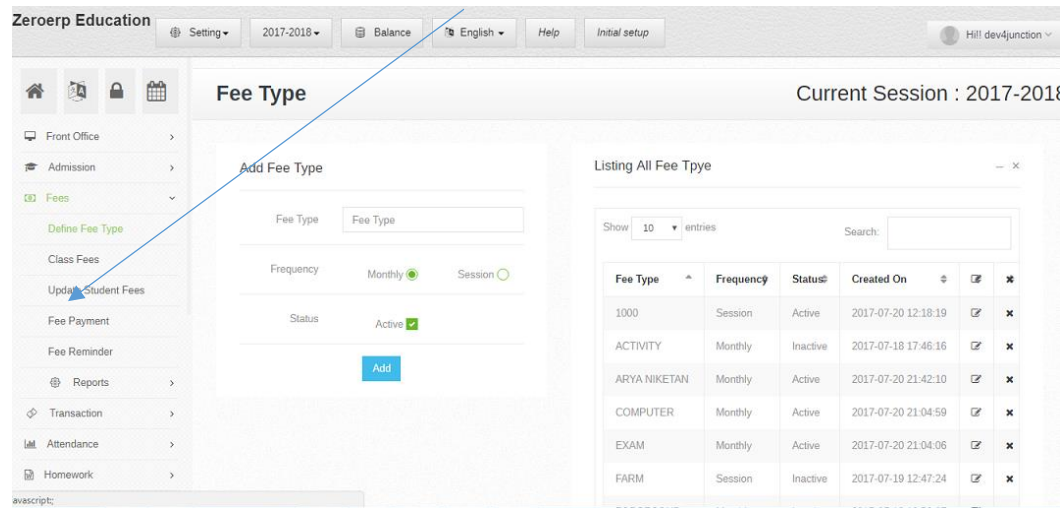 Zeroerp Education
Setting
2017-2018
Balance
English
Help
Initial setup
Hi!! dev4junction
Fee Type
Current Session : 2017-2018
Front Office
Admission
Fees
Define Fee Type
Class Fees
Update Student Fees
Fee Payment
Fee Reminder
Reports
Transaction
Attendance
Homework
avascript:;
Add Fee Type
Fee Type Fee Type
Frequency Monthly Session
Status Active
Add
Listing All Fee Tpye
Show 10 entries Search:
Fee Type Frequency Status Created On
1000 Session Active 2017-07-20 12:18:19
ACTIVITY Monthly Inactive 2017-07-18 17:46:16
ARYA NIKETAN Monthly Active 2017-07-20 21:42:10
COMPUTER Monthly Active 2017-07-20 21:04:59
EXAM Monthly Active 2017-07-20 21:04:06
FARM Session Inactive 2017-07-19 12:47:24